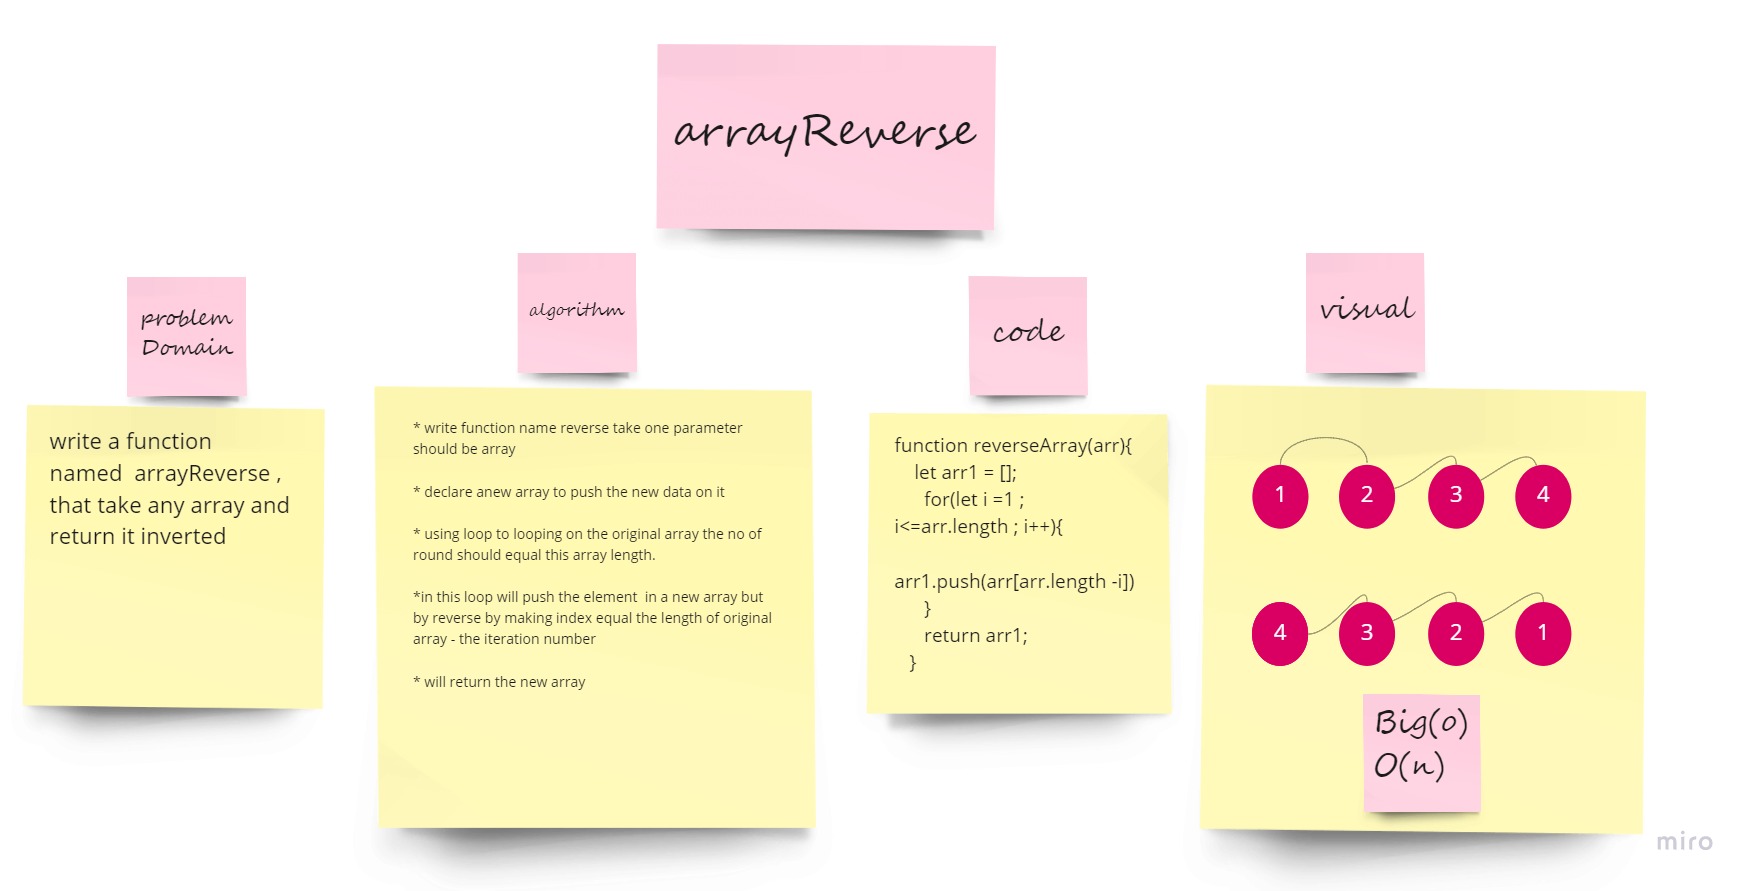 arrayReverse
problem
Domain
write a function
named  arrayReverse ,
that take any array and
return it inverted
algorithm
* write function name reverse take one parameter
should be array
* declare anew array to push the new data on it
* using loop to looping on the original array the no of
round should equal this array length.
*in this loop will push the element  in a new array but
by reverse by making index equal the length of original
array - the iteration number
* will return the new array
code
function reverseArray(arr){
let arr1 = [];
for(let i =1 ;
i<=arr.length ; i++){
arr1.push(arr[arr.length -i])
}
return arr1;
}
visual
1 2 3 4
4 3 2 1
Big(o)
O(n)
miro